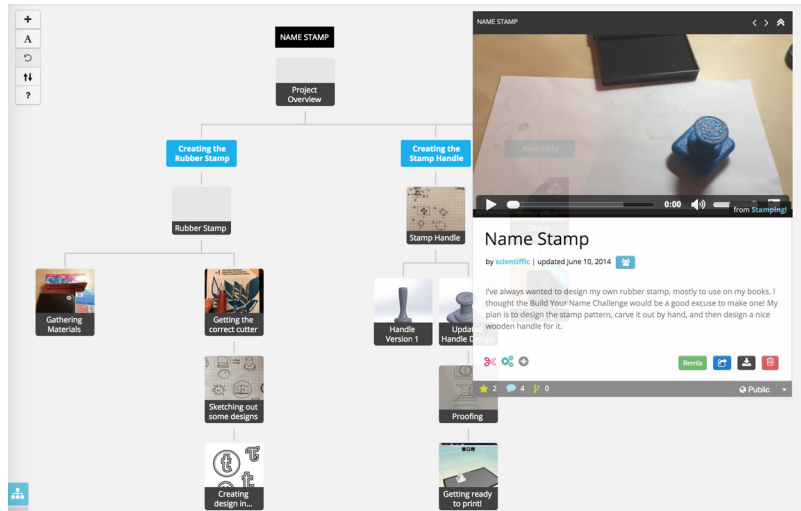 A
?
NAME STAMP
Project
Overview
Creating the
Rubber Stamp
Creating the
Stamp Handle
Assembly
Rubber Stamp
Stamp Handle
Gathering
Materials
Getting the
correct cutter
Handle
Version 1
Updated
Handle Design
Sketching out
some designs
Proofing
Creating
design in...
Getting ready
to print!
NAME STAMP
0:00
from Stamping!
Name Stamp
by scientiffic | updated June 10, 2014
I've always wanted to design my own rubber stamp, mostly to use on my books. I
thought the Build Your Name Challenge would be a good excuse to make one! My
plan is to design the stamp pattern, carve it out by hand, and then design a nice
wooden handle for it.
Remix
2 4 0
Public